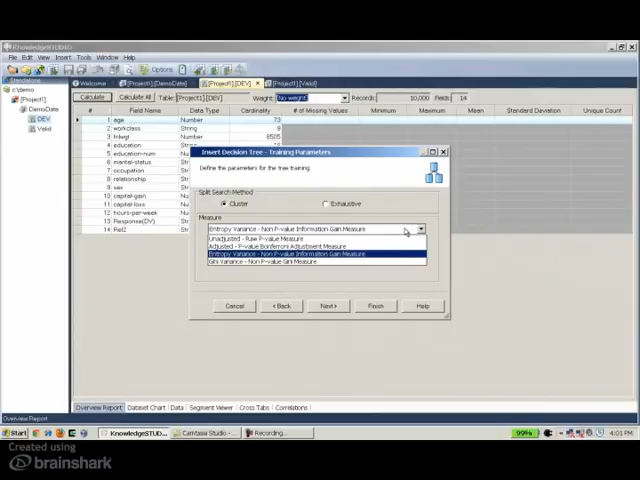 KnowledgeSTUDIO
File Edit View Insert Tools Window Help
Options
Standalone
Welcome [Project1].[DemoData] [Project1].[DEV] [Project1].[Valid]
c:\demo
[Project1]
DemoData
DEV
Valid
Calculate Calculate All Table: [Project1].[DEV] Weight: No weight Records: 10,000 Fields: 14
# Field Name Data Type Cardinality # of Missing Values Minimum Maximum Mean Standard Deviation Unique Count
1 age Number 73
2 workclass String 9
3 fnlwgt Number 8505
4 education
5 education-num
6 marital-status
7 occupation
8 relationship
9 sex
10 capital-gain
11 capital-loss
12 hours-per-week
13 Response(DV)
14 Ref2
Insert Decision Tree - Training Parameters
Define the parameters for the tree training.
Split Search Method
Cluster Exhaustive
Measure
Entropy Variance - Non P-value Information Gain Measure
Unadjusted - Raw P-value Measure
Adjusted - P-value Bonferroni Adjustment Measure
Entropy Variance - Non P-value Information Gain Measure
Gini Variance - Non P-value Gini Measure
Cancel < Back Next > Finish Help
Overview Report Dataset Chart Data Segment Viewer Cross Tabs Correlations
Overview Report
Start KnowledgeSTUD... Camtasia Studio - ... Recording... 99% 4:01 PM
Created using
brainshark